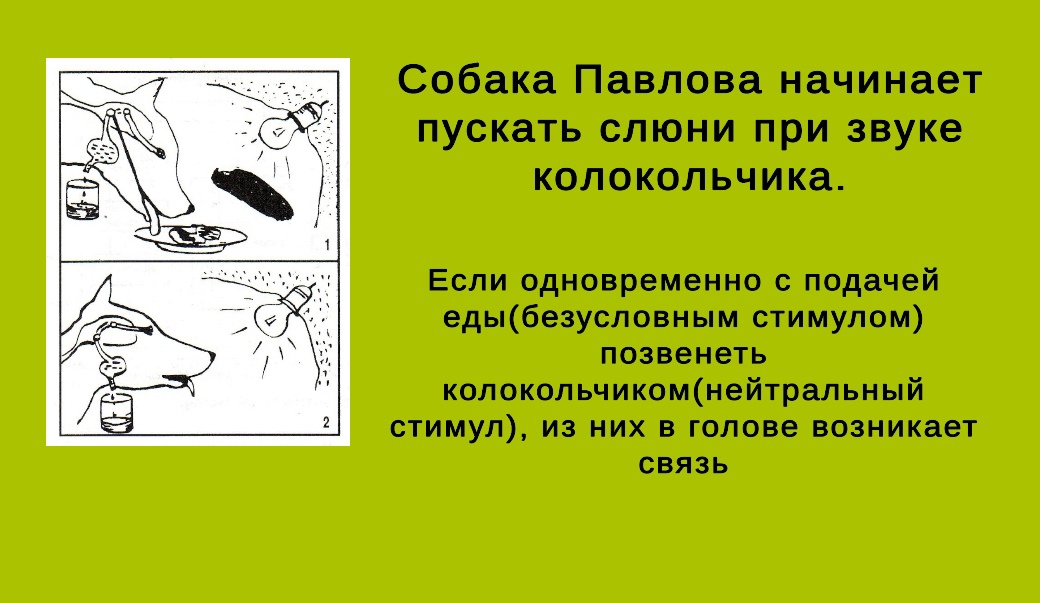 Собака Павлова начинает
пускать слюни при звуке
колокольчика.
Если одновременно с подачей
еды(безусловным стимулом)
позвенеть
колокольчиком(нейтральный
стимул), из них в голове возникает
связь
1
2